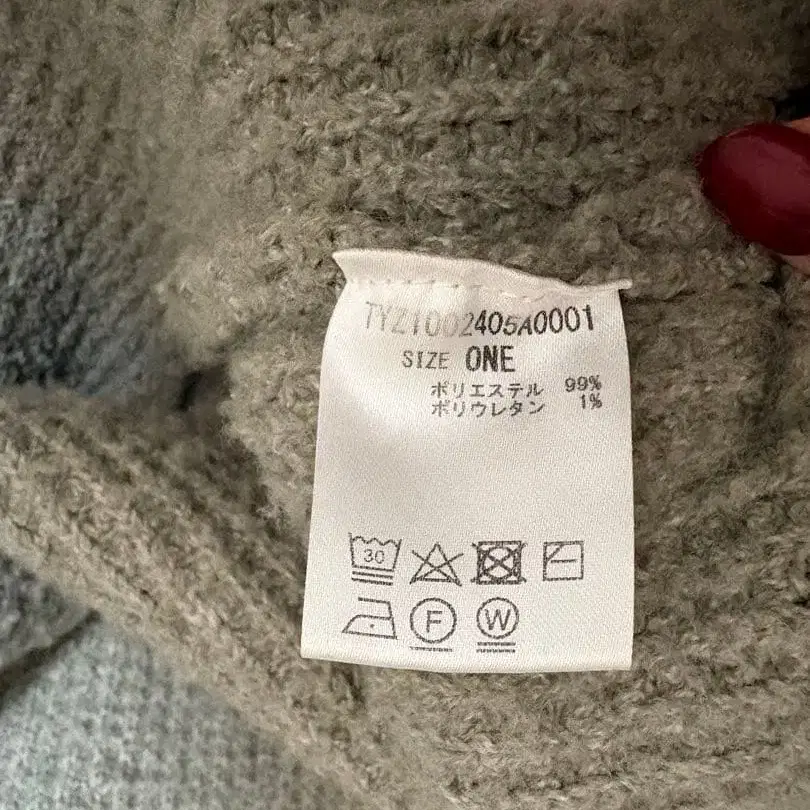 TYZ1002405A0001
SIZE ONE
ポリエステル 99%
ポリウレタン 1%
30
F W